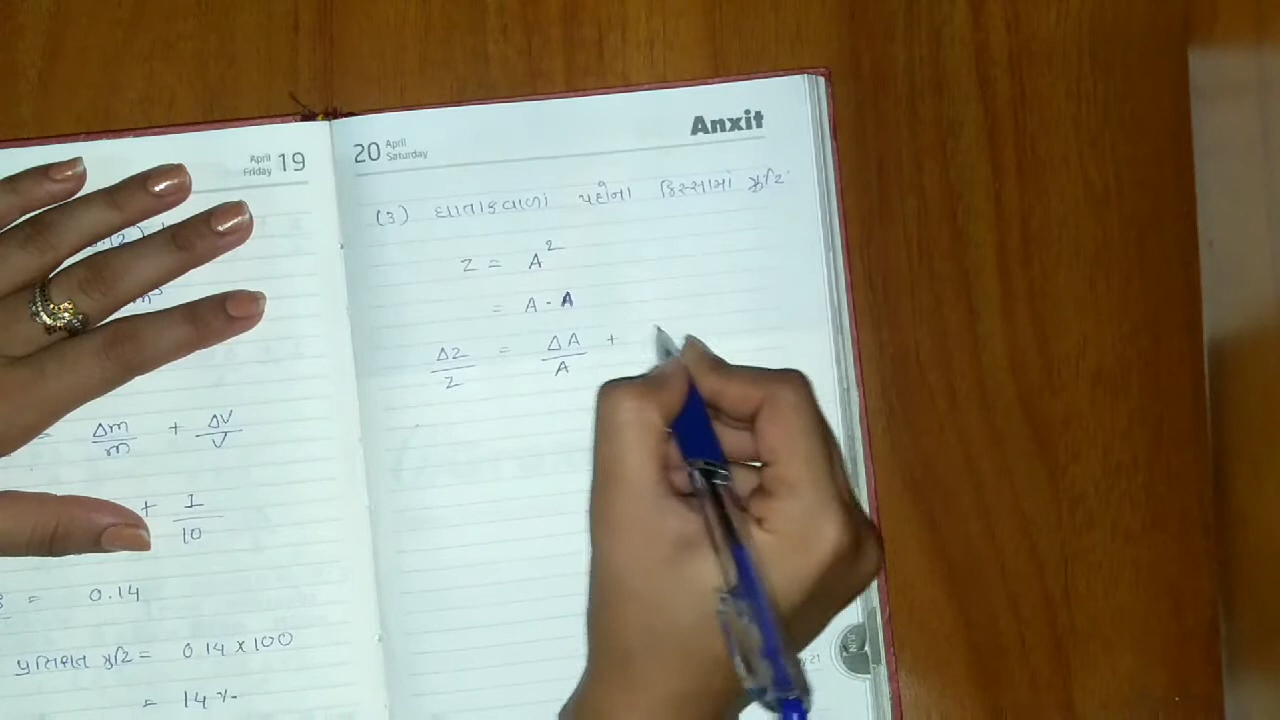 April
Friday 19
= Δm/m + ΔV/V
+ 1/10
= 0.14
પ્રતિશત ત્રુટિ = 0.14 × 100
= 14 %
Anxit
20 April
Saturday
(3) ઘાતાંકવાળાં પદોના કિસ્સામાં ત્રુટિ
Z = A²
= A · A
ΔZ/Z = ΔA/A +
JUN